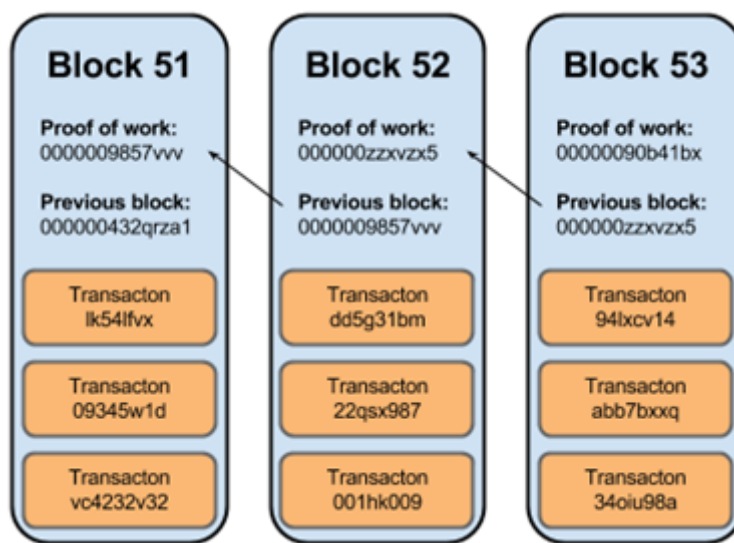 Block 51
Proof of work:
0000009857vvv
Previous block:
000000432qrza1
Transacton
lk54lfvx
Transacton
09345w1d
Transacton
vc4232v32
Block 52
Proof of work:
000000zzxvzx5
Previous block:
0000009857vvv
Transacton
dd5g31bm
Transacton
22qsx987
Transacton
001hk009
Block 53
Proof of work:
00000090b41bx
Previous block:
000000zzxvzx5
Transacton
94lxcv14
Transacton
abb7bxxq
Transacton
34oiu98a